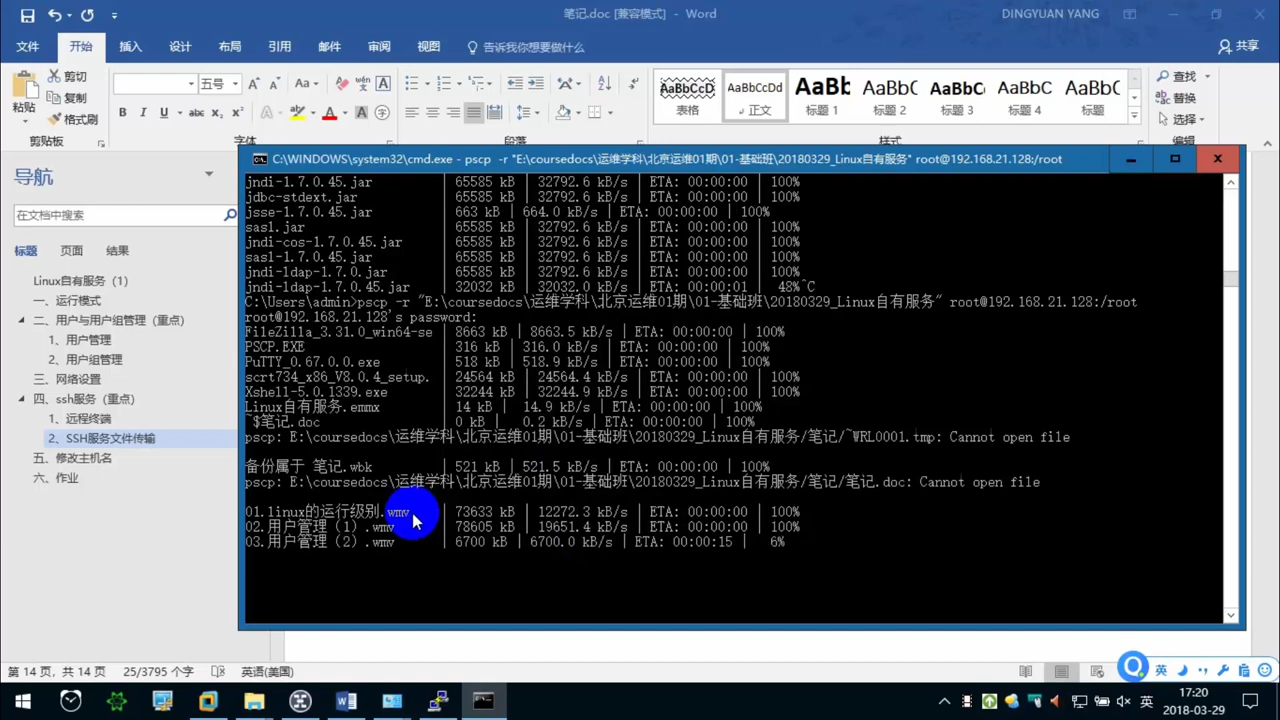 笔记.doc [兼容模式] - Word
DINGYUAN YANG
文件 开始 插入 设计 布局 引用 邮件 审阅 视图 告诉我你想要做什么 共享
粘贴 剪切 复制 格式刷
五号
B I U abc x₂ x²
表格 正文 标题 1 标题 2 标题 3 标题 4 标题
查找
替换
选择
剪贴板 字体 段落 样式 编辑
导航
在文档中搜索
标题 页面 结果
Linux自有服务（1）
一、运行模式
二、用户与用户组管理（重点）
1、用户管理
2、用户组管理
三、网络设置
四、ssh服务（重点）
1、远程终端
2、SSH服务文件传输
五、修改主机名
六、作业
C:\WINDOWS\system32\cmd.exe - pscp -r "E:\coursedocs\运维学科\北京运维01期\01-基础班\20180329_Linux自有服务" root@192.168.21.128:/root
jndi-1.7.0.45.jar | 65585 kB | 32792.6 kB/s | ETA: 00:00:00 | 100%
jdbc-stdext.jar | 65585 kB | 32792.6 kB/s | ETA: 00:00:00 | 100%
jsse-1.7.0.45.jar | 663 kB | 664.0 kB/s | ETA: 00:00:00 | 100%
sasl.jar | 65585 kB | 32792.6 kB/s | ETA: 00:00:00 | 100%
jndi-cos-1.7.0.45.jar | 65585 kB | 32792.6 kB/s | ETA: 00:00:00 | 100%
sasl-1.7.0.45.jar | 65585 kB | 32792.6 kB/s | ETA: 00:00:00 | 100%
jndi-ldap-1.7.0.jar | 65585 kB | 32792.6 kB/s | ETA: 00:00:00 | 100%
jndi-ldap-1.7.0.45.jar | 32032 kB | 32032.0 kB/s | ETA: 00:00:01 | 48%^C
C:\Users\admin>pscp -r "E:\coursedocs\运维学科\北京运维01期\01-基础班\20180329_Linux自有服务" root@192.168.21.128:/root
root@192.168.21.128's password:
FileZilla_3.31.0_win64-se | 8663 kB | 8663.5 kB/s | ETA: 00:00:00 | 100%
PSCP.EXE | 316 kB | 316.0 kB/s | ETA: 00:00:00 | 100%
PuTTY_0.67.0.0.exe | 518 kB | 518.9 kB/s | ETA: 00:00:00 | 100%
scrt734_x86_V8.0.4_setup. | 24564 kB | 24564.4 kB/s | ETA: 00:00:00 | 100%
Xshell-5.0.1339.exe | 32244 kB | 32244.9 kB/s | ETA: 00:00:00 | 100%
Linux自有服务.emmx | 14 kB | 14.9 kB/s | ETA: 00:00:00 | 100%
~$笔记.doc | 0 kB | 0.2 kB/s | ETA: 00:00:00 | 100%
pscp: E:\coursedocs\运维学科\北京运维01期\01-基础班\20180329_Linux自有服务/笔记/~WRL0001.tmp: Cannot open file
备份属于 笔记.wbk | 521 kB | 521.5 kB/s | ETA: 00:00:00 | 100%
pscp: E:\coursedocs\运维学科\北京运维01期\01-基础班\20180329_Linux自有服务/笔记/笔记.doc: Cannot open file
01.linux的运行级别.wmv | 73633 kB | 12272.3 kB/s | ETA: 00:00:00 | 100%
02.用户管理（1）.wmv | 78605 kB | 19651.4 kB/s | ETA: 00:00:00 | 100%
03.用户管理（2）.wmv | 6700 kB | 6700.0 kB/s | ETA: 00:00:15 | 6%
第 14 页，共 14 页 25/3795 个字 英语(美国)
英
英 17:20
2018-03-29